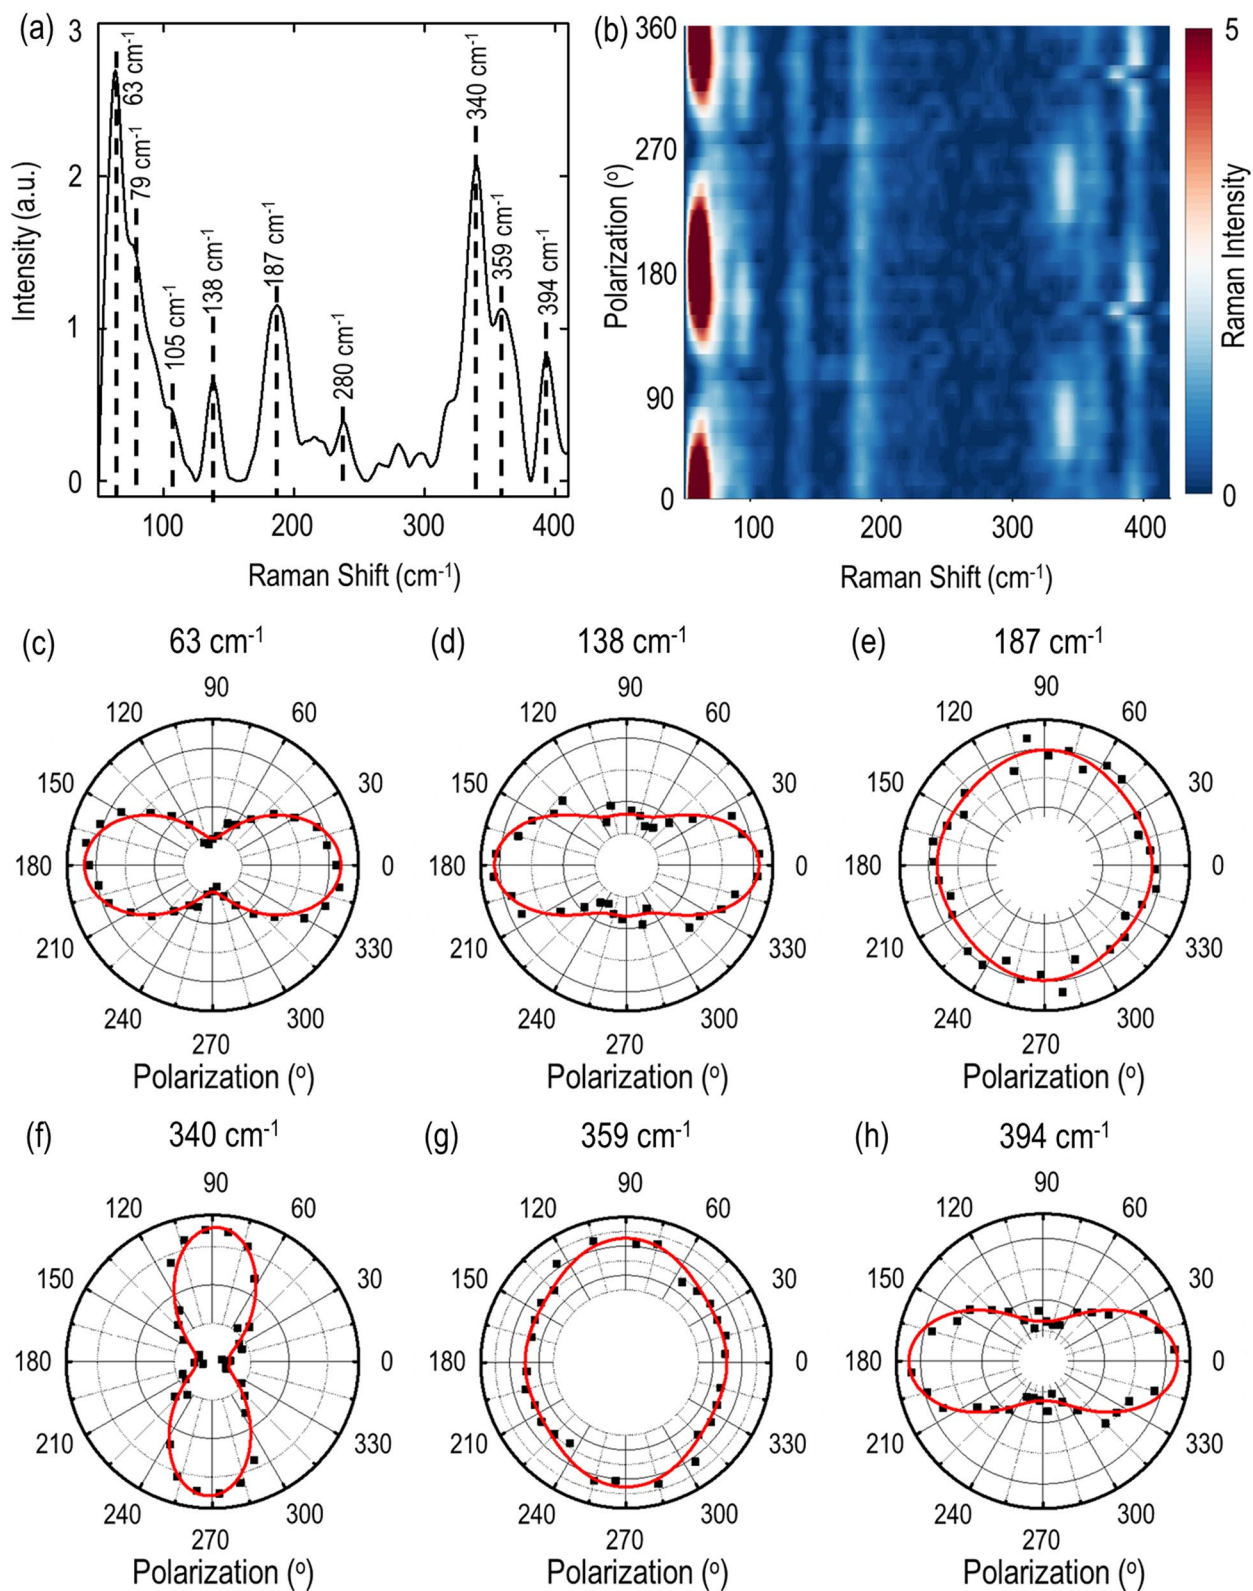 (a)
3
2
1
0
Intensity (a.u.)
63 cm-1
79 cm-1
105 cm-1
138 cm-1
187 cm-1
280 cm-1
340 cm-1
359 cm-1
394 cm-1
100 200 300 400
Raman Shift (cm-1)
(b)
360
270
180
90
0
Polarization (o)
100 200 300 400
Raman Shift (cm-1)
5
0
Raman Intensity
(c) 63 cm-1
90
120 60
150 30
180 0
210 330
240 300
270
Polarization (o)
(d) 138 cm-1
90
120 60
150 30
180 0
210 330
240 300
270
Polarization (o)
(e) 187 cm-1
90
120 60
150 30
180 0
210 330
240 300
270
Polarization (o)
(f) 340 cm-1
90
120 60
150 30
180 0
210 330
240 300
270
Polarization (o)
(g) 359 cm-1
90
120 60
150 30
180 0
210 330
240 300
270
Polarization (o)
(h) 394 cm-1
90
120 60
150 30
180 0
210 330
240 300
270
Polarization (o)